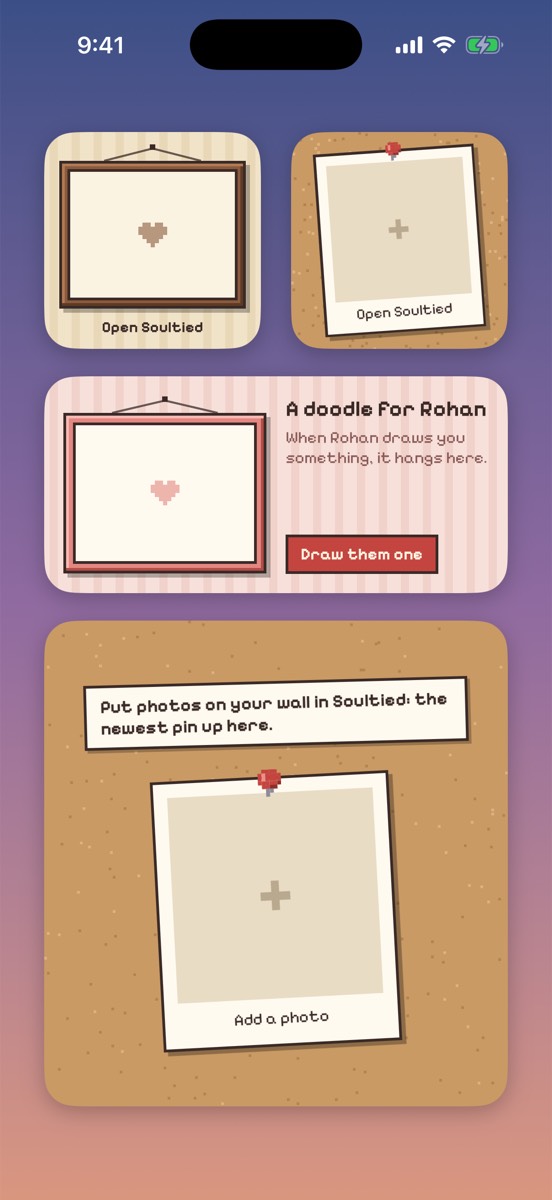 9:41
Open Soultied
Open Soultied
A doodle for Rohan
When Rohan draws you
something, it hangs here.
Draw them one
Put photos on your wall in Soultied: the
newest pin up here.
Add a photo